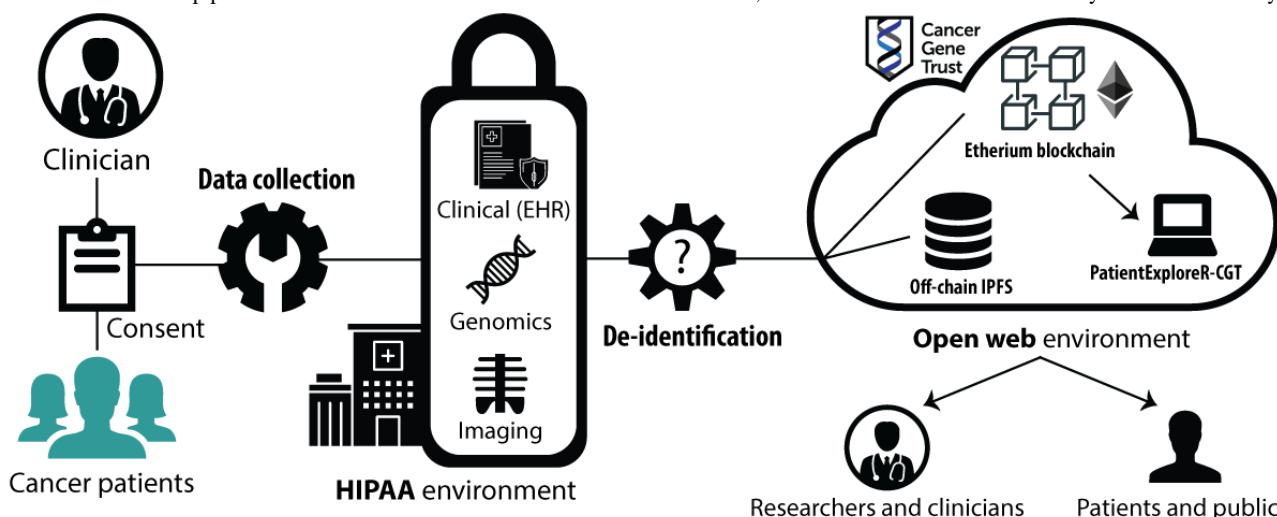 Clinician
Consent
Cancer patients
Data collection
Clinical (EHR)
Genomics
Imaging
HIPAA environment
?
De-identification
Cancer
Gene
Trust
Etherium blockchain
Off-chain IPFS
PatientExploreR-CGT
Open web environment
Researchers and clinicians
Patients and public